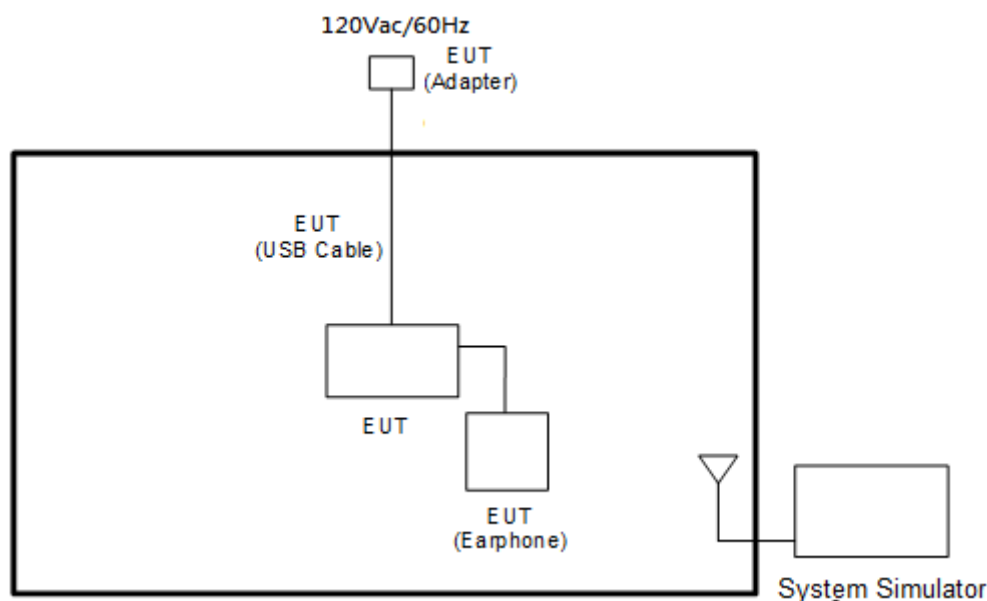 120Vac/60Hz
EUT
(Adapter)
EUT
(USB Cable)
EUT
EUT
(Earphone)
System Simulator